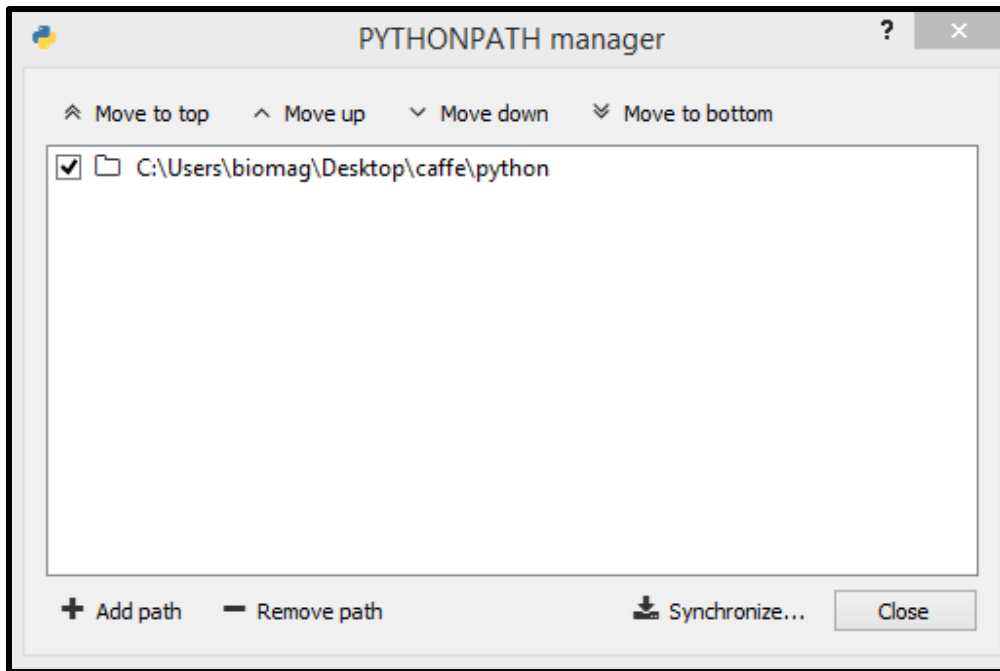 PYTHONPATH manager ?
Move to top Move up Move down Move to bottom
C:\Users\biomag\Desktop\caffe\python
Add path Remove path Synchronize... Close